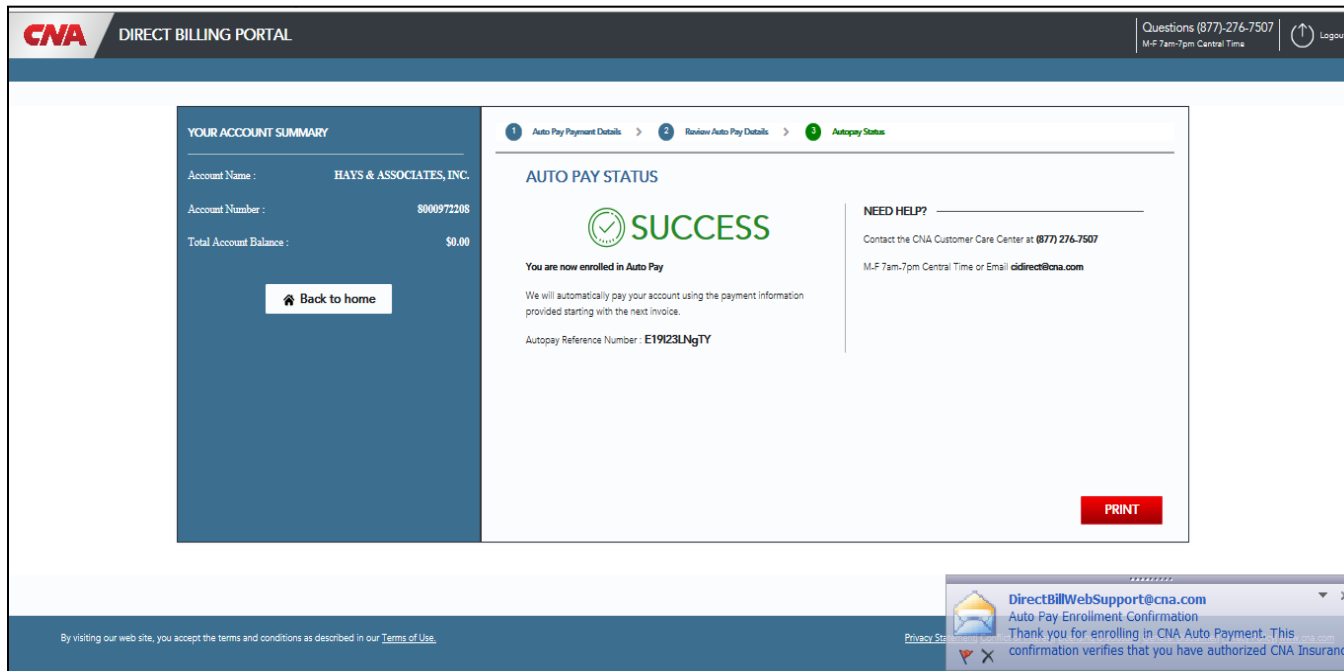 CNA DIRECT BILLING PORTAL
Questions (877)-276-7507
M-F 7am-7pm Central Time
Logou
YOUR ACCOUNT SUMMARY
Account Name : HAYS & ASSOCIATES, INC.
Account Number : 8000972208
Total Account Balance : $0.00
Back to home
1 Auto Pay Payment Details > 2 Review Auto Pay Details > 3 Autopay Status
AUTO PAY STATUS
SUCCESS
You are now enrolled in Auto Pay
We will automatically pay your account using the payment information
provided starting with the next invoice.
Autopay Reference Number : E19I23LNgTY
NEED HELP?
Contact the CNA Customer Care Center at (877) 276-7507
M-F 7am-7pm Central Time or Email cidirect@cna.com
PRINT
By visiting our web site, you accept the terms and conditions as described in our Terms of Use.
Privacy
DirectBillWebSupport@cna.com
Auto Pay Enrollment Confirmation
Thank you for enrolling in CNA Auto Payment. This
confirmation verifies that you have authorized CNA Insuran